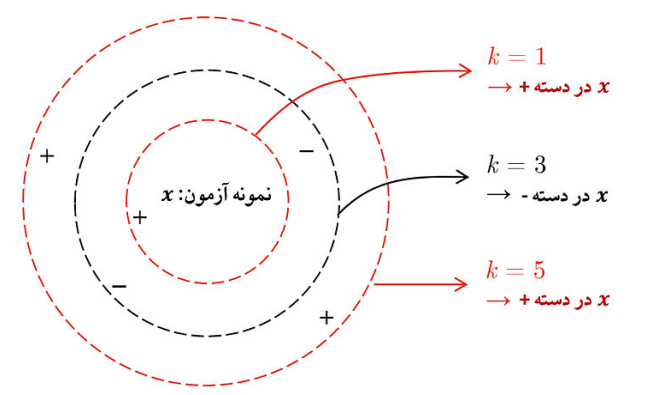 k = 1
→ x در دسته +
+
−
k = 3
→ x در دسته -
نمونه آزمون: x
+
k = 5
→ x در دسته +
−
+